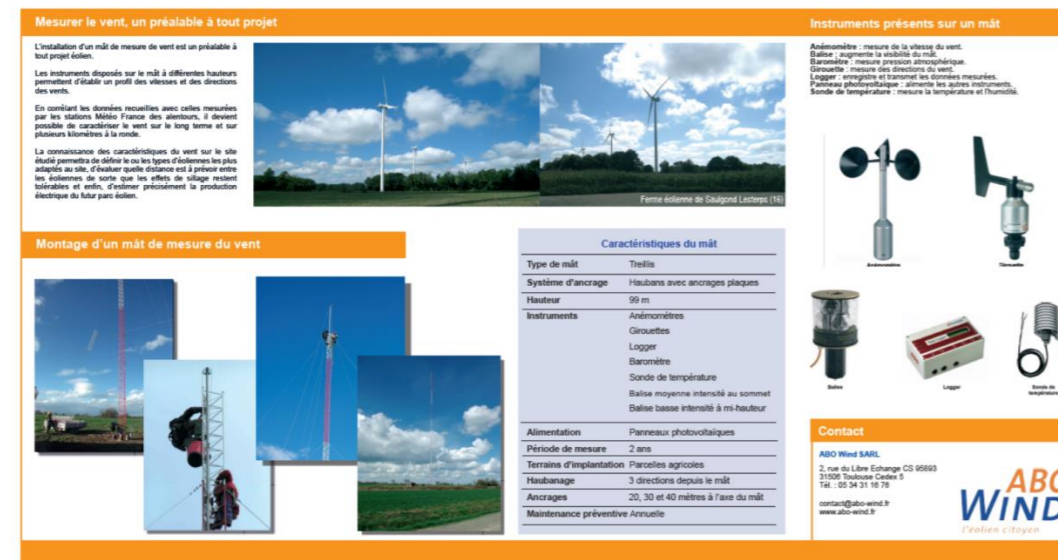 Mesurer le vent, un préalable à tout projet
L'installation d'un mât de mesure de vent est un préalable à
tout projet éolien.
Les instruments disposés sur le mât à différentes hauteurs
permettent d'établir un profil des vitesses et des directions
des vents.
En corrélant les données recueillies avec celles mesurées
par les stations Météo France des alentours, il devient
possible de caractériser le vent sur le long terme et sur
plusieurs kilomètres à la ronde.
La connaissance des caractéristiques du vent sur le site
étudié permettra de définir le ou les types d'éoliennes les plus
adaptés au site, d'évaluer quelle distance est à prévoir entre
les éoliennes de sorte que les effets de sillage restent
tolérables et enfin, d'estimer précisément la production
électrique du futur parc éolien.
Ferme éolienne de Saulgond Lesterps (16)
Montage d'un mât de mesure du vent
Caractéristiques du mât
Type de mât Treillis
Système d'ancrage Haubans avec ancrages plaques
Hauteur 99 m
Instruments Anémomètres
Girouettes
Logger
Baromètre
Sonde de température
Balise moyenne intensité au sommet
Balise basse intensité à mi-hauteur
Alimentation Panneaux photovoltaïques
Période de mesure 2 ans
Terrains d'implantation Parcelles agricoles
Haubanage 3 directions depuis le mât
Ancrages 20, 30 et 40 mètres à l'axe du mât
Maintenance préventive Annuelle
Instruments présents sur un mât
Anémomètre : mesure de la vitesse du vent.
Balise : augmente la visibilité du mât.
Baromètre : mesure pression atmosphérique.
Girouette : mesure des directions du vent.
Logger : enregistre et transmet les données mesurées.
Panneau photovoltaïque : alimente les autres instruments.
Sonde de température : mesure la température et l'humidité.
Anémomètre
Girouette
Balise
Logger
Sonde de
température
Contact
ABO Wind SARL
2, rue du Libre Echange CS 95893
31506 Toulouse Cedex 5
Tél. : 05 34 31 16 76
contact@abo-wind.fr
www.abo-wind.fr
ABO
WIND
l'éolien citoyen